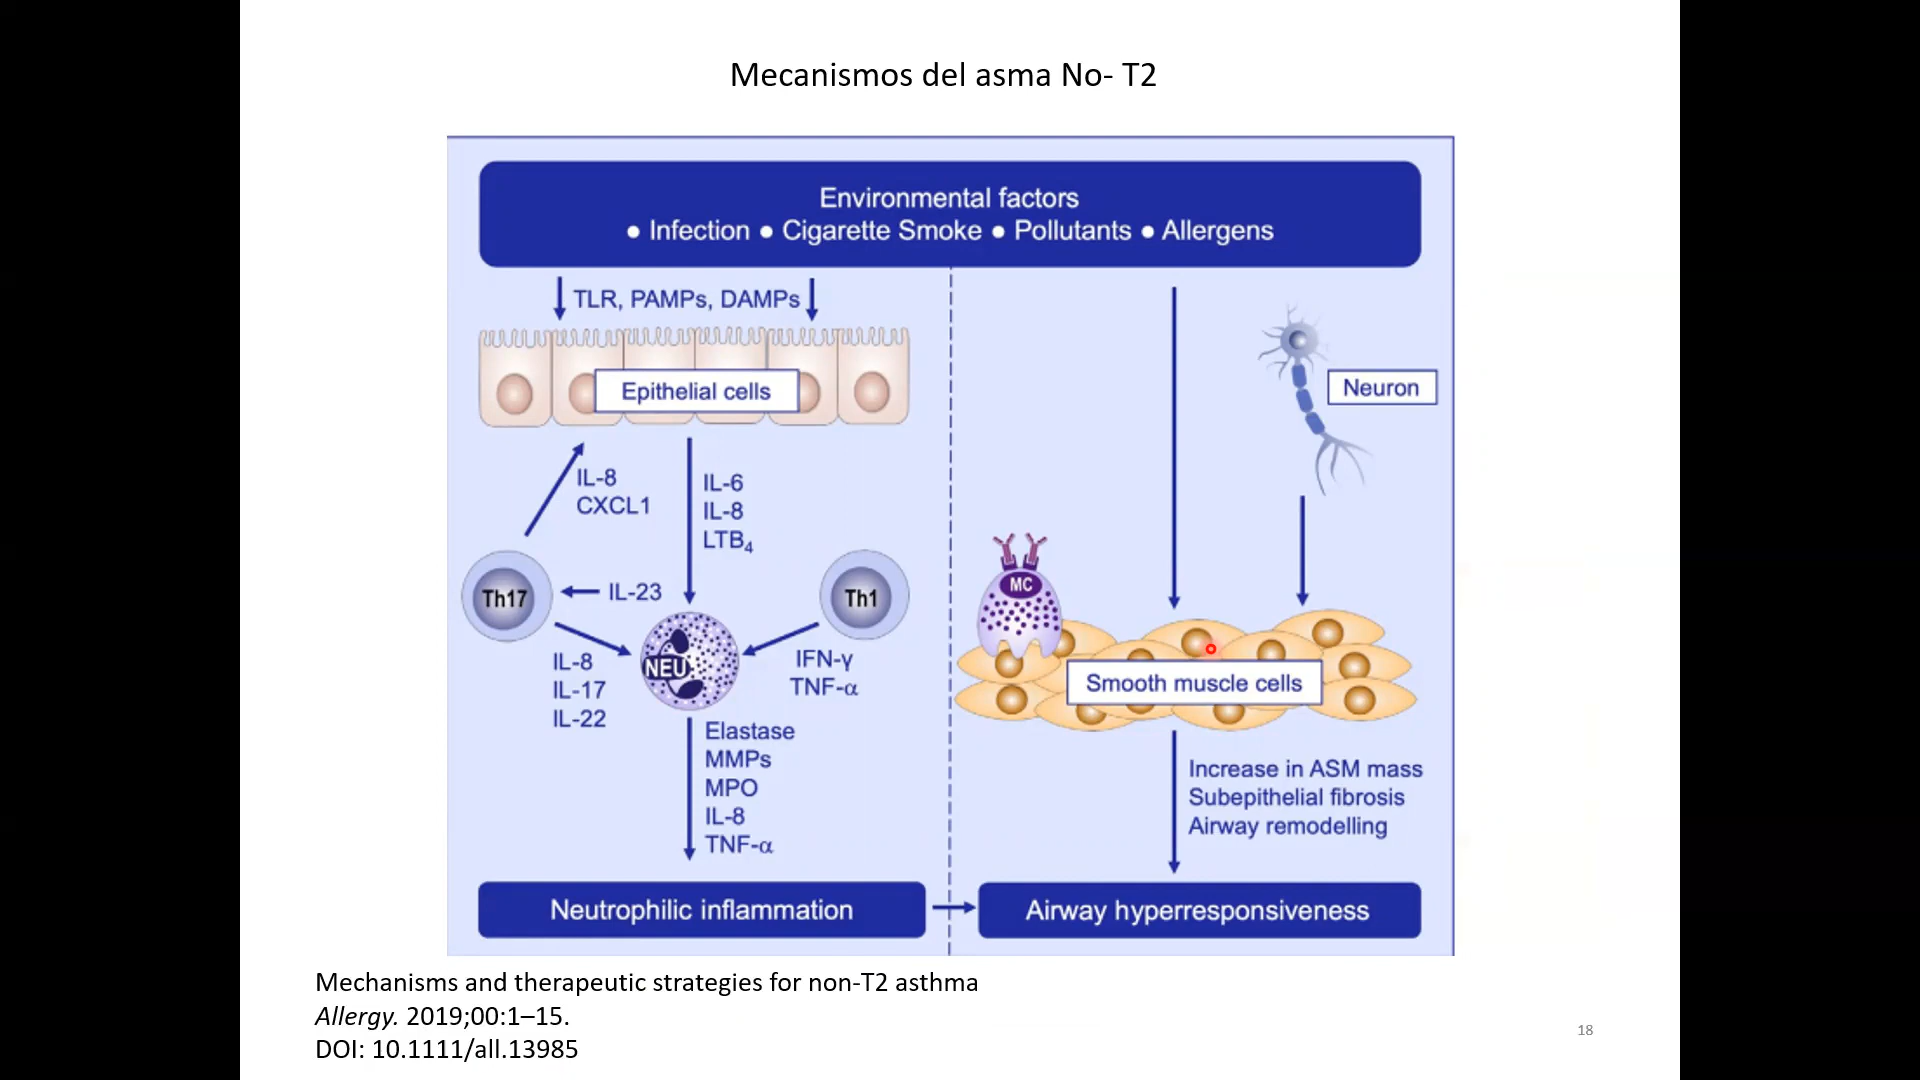 Mecanismos del asma No- T2
Environmental factors
● Infection ● Cigarette Smoke ● Pollutants ● Allergens
TLR, PAMPs, DAMPs
Epithelial cells
Neuron
IL-8
CXCL1
IL-6
IL-8
LTB4
Th17
IL-23
Th1
MC
NEU
IL-8
IL-17
IL-22
IFN-γ
TNF-α
Smooth muscle cells
Elastase
MMPs
MPO
IL-8
TNF-α
Increase in ASM mass
Subepithelial fibrosis
Airway remodelling
Neutrophilic inflammation
Airway hyperresponsiveness
Mechanisms and therapeutic strategies for non-T2 asthma
Allergy. 2019;00:1–15.
DOI: 10.1111/all.13985
18